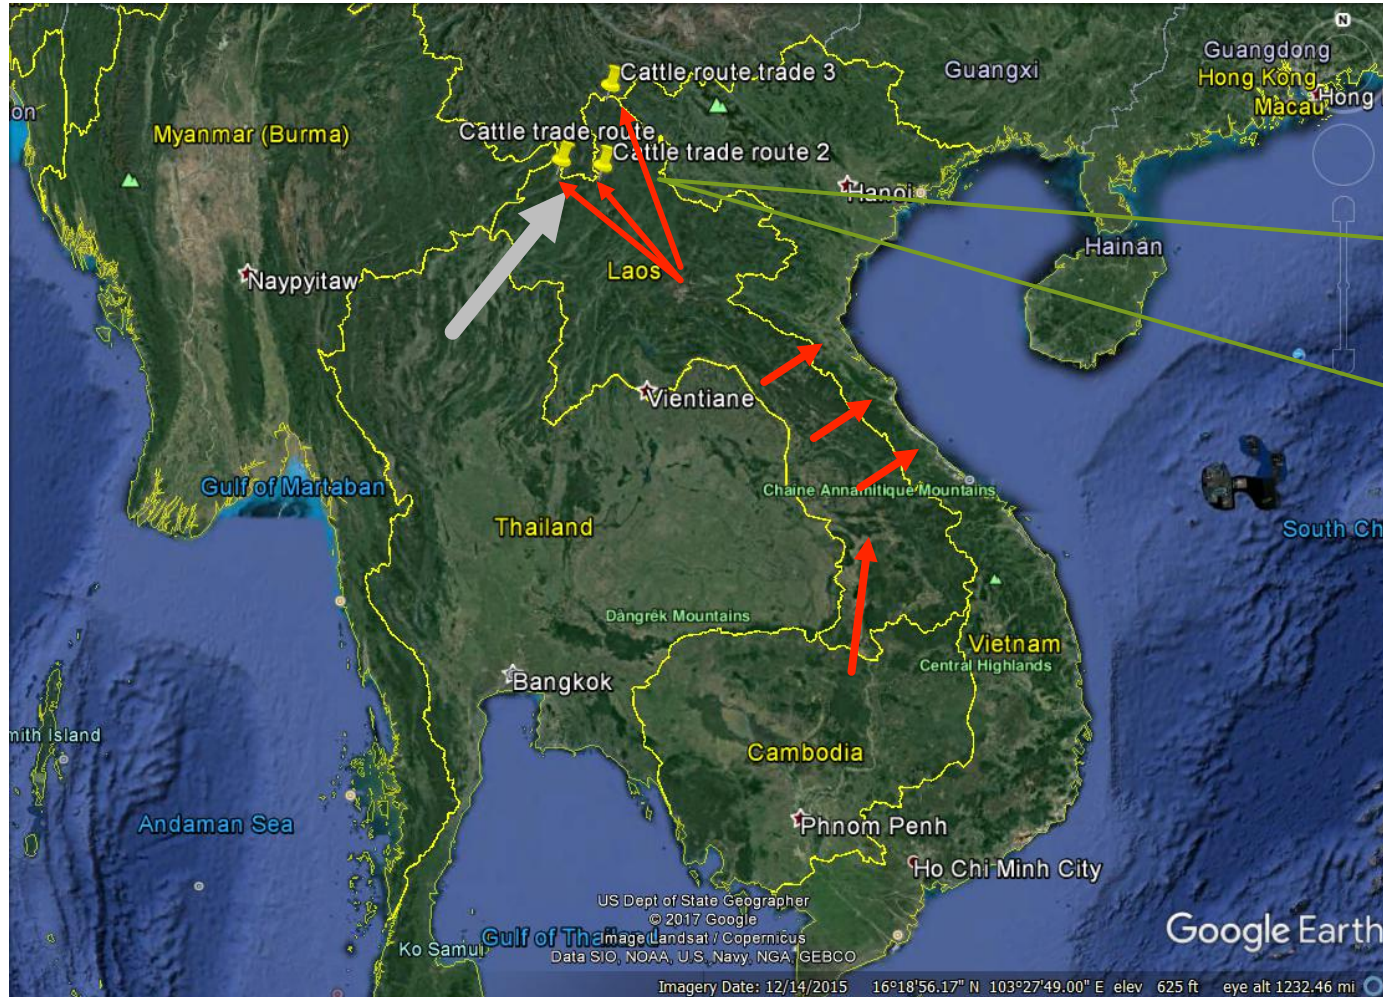 N
Guangdong
Cattle route trade 3
Guangxi
Hong Kong
Macau
Hong
on
Myanmar (Burma)
Cattle trade route
Cattle trade route 2
Hanoi
Hainan
Laos
Naypyitaw
Vientiane
Gulf of Martaban
Chaine Annamitique Mountains
Thailand
South Ch
Dângrêk Mountains
Vietnam
Central Highlands
Bangkok
mith Island
Cambodia
Andaman Sea
Phnom Penh
Ho Chi Minh City
US Dept of State Geographer
© 2017 Google
Ko Samui
Gulf of Thailand
Image Landsat / Copernicus
Data SIO, NOAA, U.S. Navy, NGA, GEBCO
Google Earth
Imagery Date: 12/14/2015 16°18'56.17" N 103°27'49.00" E elev 625 ft eye alt 1232.46 mi